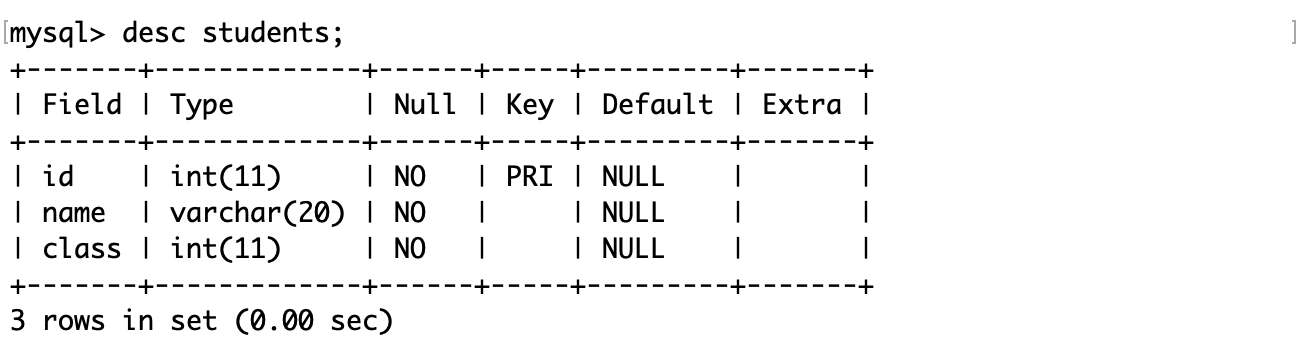 [mysql> desc students; ]
+-------+-------------+------+-----+---------+-------+
| Field | Type        | Null | Key | Default | Extra |
+-------+-------------+------+-----+---------+-------+
| id    | int(11)     | NO   | PRI | NULL    |       |
| name  | varchar(20) | NO   |     | NULL    |       |
| class | int(11)     | NO   |     | NULL    |       |
+-------+-------------+------+-----+---------+-------+
3 rows in set (0.00 sec)